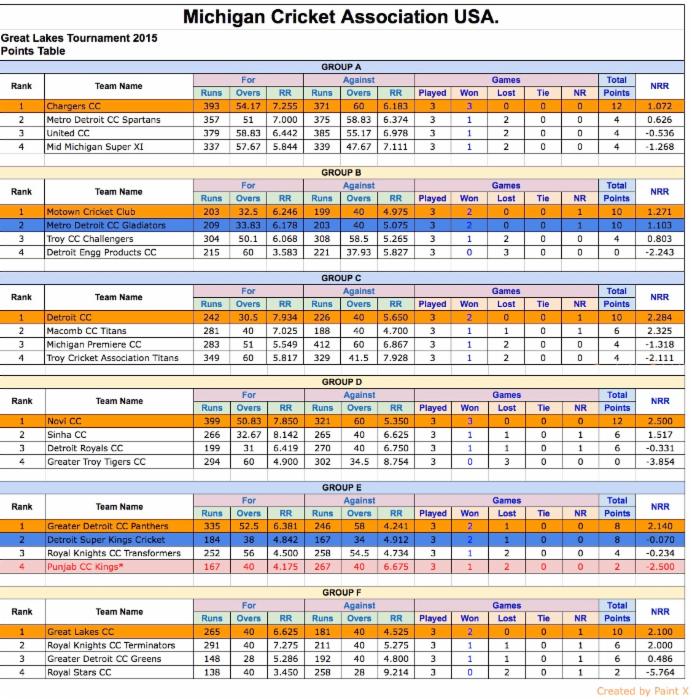 Michigan Cricket Association USA.
Great Lakes Tournament 2015
Points Table
GROUP A
Rank Team Name For Against Games Total NRR
Runs Overs RR Runs Overs RR Played Won Lost Tie NR Points
1 Chargers CC 393 54.17 7.255 371 60 6.183 3 3 0 0 0 12 1.072
2 Metro Detroit CC Spartans 357 51 7.000 375 58.83 6.374 3 1 2 0 0 4 0.626
3 United CC 379 58.83 6.442 385 55.17 6.978 3 1 2 0 0 4 -0.536
4 Mid Michigan Super XI 337 57.67 5.844 339 47.67 7.111 3 1 2 0 0 4 -1.268
GROUP B
Rank Team Name For Against Games Total NRR
Runs Overs RR Runs Overs RR Played Won Lost Tie NR Points
1 Motown Cricket Club 203 32.5 6.246 199 40 4.975 3 2 0 0 1 10 1.271
2 Metro Detroit CC Gladiators 209 33.83 6.178 203 40 5.075 3 2 0 0 1 10 1.103
3 Troy CC Challengers 304 50.1 6.068 308 58.5 5.265 3 1 2 0 0 4 0.803
4 Detroit Engg Products CC 215 60 3.583 221 37.93 5.827 3 0 3 0 0 0 -2.243
GROUP C
Rank Team Name For Against Games Total NRR
Runs Overs RR Runs Overs RR Played Won Lost Tie NR Points
1 Detroit CC 242 30.5 7.934 226 40 5.650 3 2 0 0 1 10 2.284
2 Macomb CC Titans 281 40 7.025 188 40 4.700 3 1 1 0 1 6 2.325
3 Michigan Premiere CC 283 51 5.549 412 60 6.867 3 1 2 0 0 4 -1.318
4 Troy Cricket Association Titans 349 60 5.817 329 41.5 7.928 3 1 2 0 0 4 -2.111
GROUP D
Rank Team Name For Against Games Total NRR
Runs Overs RR Runs Overs RR Played Won Lost Tie NR Points
1 Novi CC 399 50.83 7.850 321 60 5.350 3 3 0 0 0 12 2.500
2 Sinha CC 266 32.67 8.142 265 40 6.625 3 1 1 0 1 6 1.517
3 Detroit Royals CC 199 31 6.419 270 40 6.750 3 1 1 0 1 6 -0.331
4 Greater Troy Tigers CC 294 60 4.900 302 34.5 8.754 3 0 3 0 0 0 -3.854
GROUP E
Rank Team Name For Against Games Total NRR
Runs Overs RR Runs Overs RR Played Won Lost Tie NR Points
1 Greater Detroit CC Panthers 335 52.5 6.381 246 58 4.241 3 2 1 0 0 8 2.140
2 Detroit Super Kings Cricket 184 38 4.842 167 34 4.912 3 2 1 0 0 8 -0.070
3 Royal Knights CC Transformers 252 56 4.500 258 54.5 4.734 3 1 2 0 0 4 -0.234
4 Punjab CC Kings* 167 40 4.175 267 40 6.675 3 1 2 0 0 2 -2.500
GROUP F
Rank Team Name For Against Games Total NRR
Runs Overs RR Runs Overs RR Played Won Lost Tie NR Points
1 Great Lakes CC 265 40 6.625 181 40 4.525 3 2 0 0 1 10 2.100
2 Royal Knights CC Terminators 291 40 7.275 211 40 5.275 3 1 1 0 1 6 2.000
3 Greater Detroit CC Greens 148 28 5.286 192 40 4.800 3 1 1 0 1 6 0.486
4 Royal Stars CC 138 40 3.450 258 28 9.214 3 0 2 0 1 2 -5.764
Created by Paint X